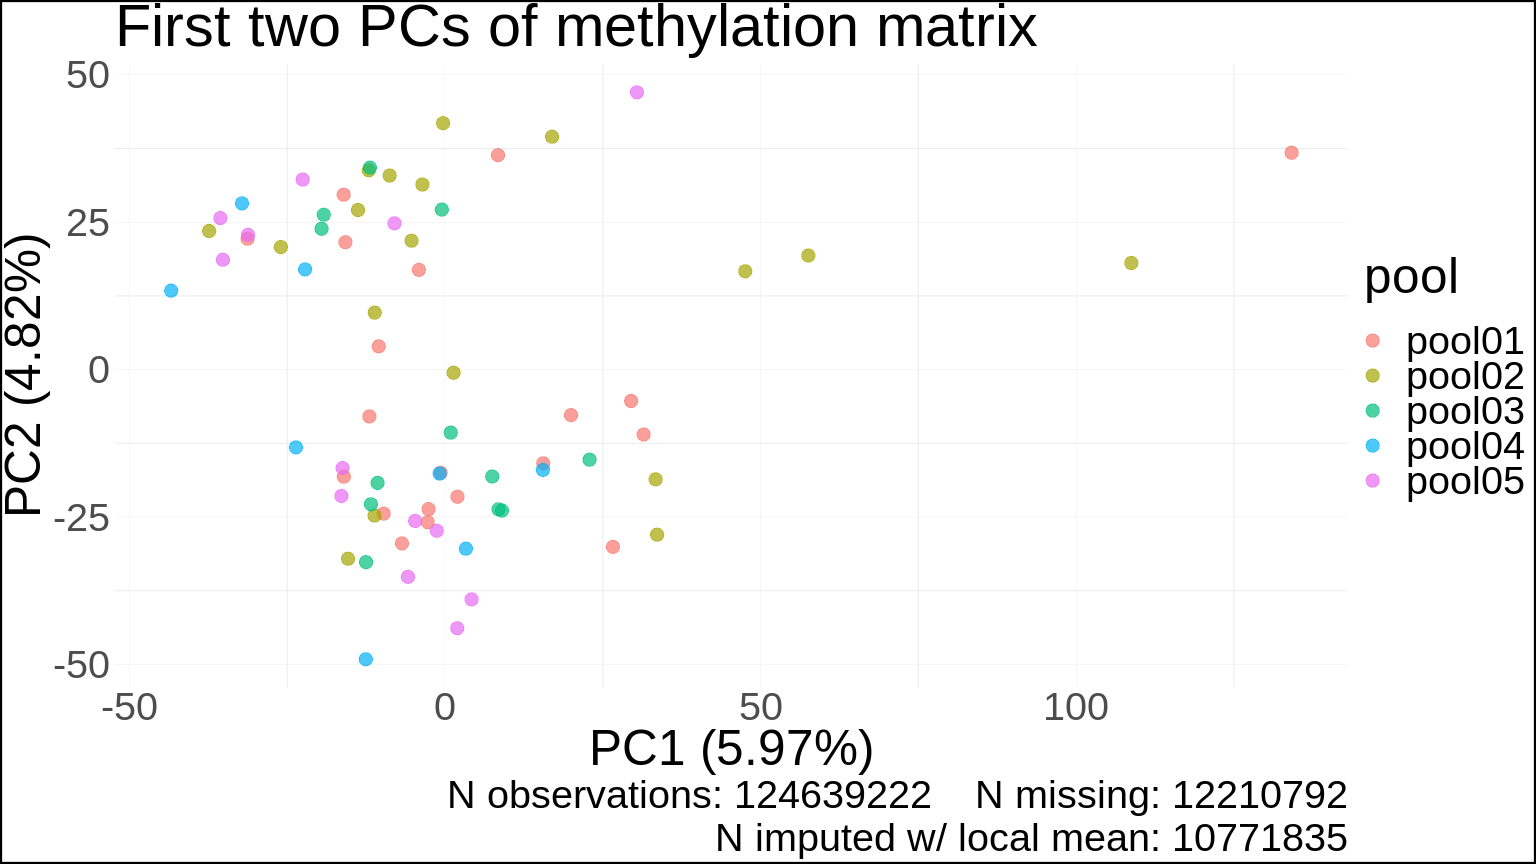 First two PCs of methylation matrix
50
25
0
-25
-50
PC2 (4.82%)
-50
0
50
100
PC1 (5.97%)
pool
pool01
pool02
pool03
pool04
pool05
N observations: 124639222    N missing: 12210792
N imputed w/ local mean: 10771835